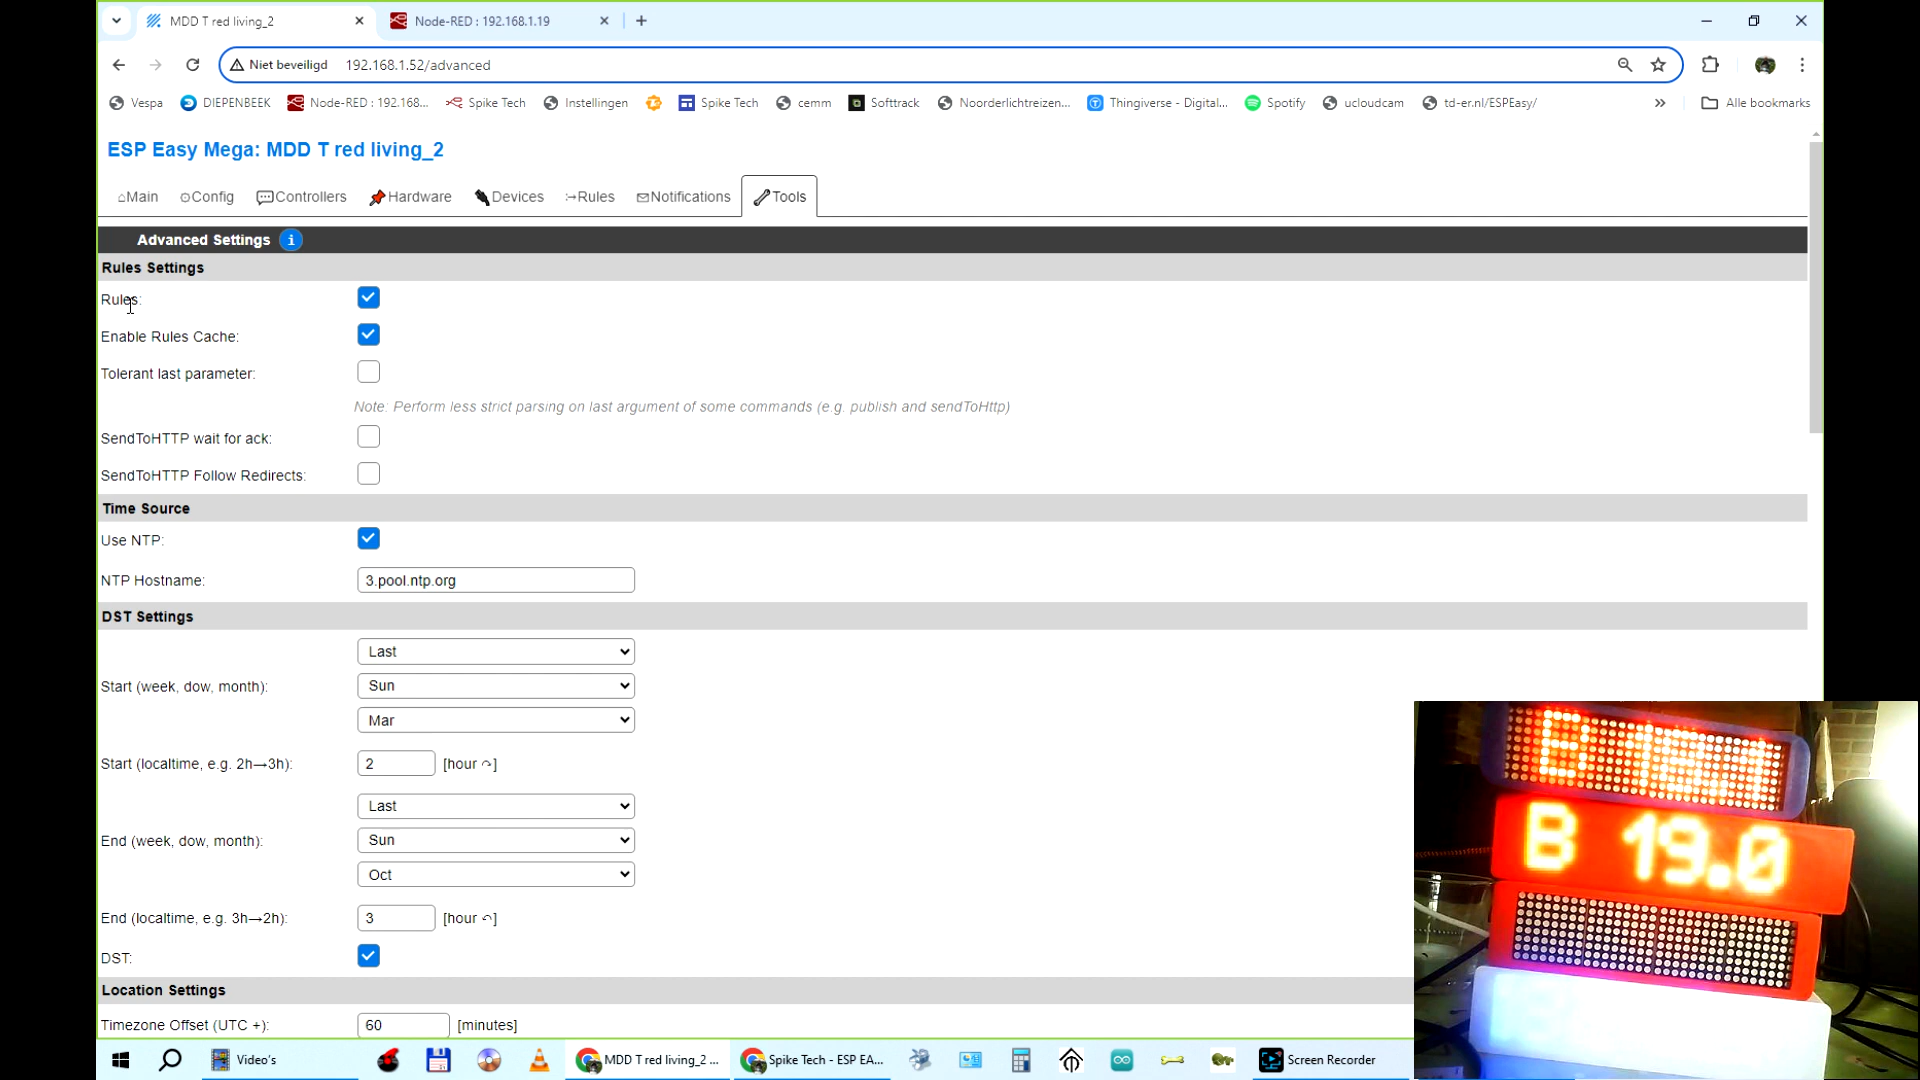 MDD T red living_2
Node-RED : 192.168.1.19
Niet beveiligd 192.168.1.52/advanced
Vespa DIEPENBEEK Node-RED : 192.168... Spike Tech Instellingen Spike Tech cemm Softtrack Noorderlichtreizen... Thingiverse - Digital... Spotify ucloudcam td-er.nl/ESPEasy/ » Alle bookmarks
ESP Easy Mega: MDD T red living_2
Main Config Controllers Hardware Devices Rules Notifications Tools
Advanced Settings i
Rules Settings
Rules:
Enable Rules Cache:
Tolerant last parameter:
Note: Perform less strict parsing on last argument of some commands (e.g. publish and sendToHttp)
SendToHTTP wait for ack:
SendToHTTP Follow Redirects:
Time Source
Use NTP:
NTP Hostname: 3.pool.ntp.org
DST Settings
Last
Start (week, dow, month): Sun
Mar
Start (localtime, e.g. 2h→3h): 2 [hour ↷]
Last
End (week, dow, month): Sun
Oct
End (localtime, e.g. 3h→2h): 3 [hour ↶]
DST:
Location Settings
Timezone Offset (UTC +): 60 [minutes]
B 19.0
Video's MDD T red living_2 ... Spike Tech - ESP EA... Screen Recorder